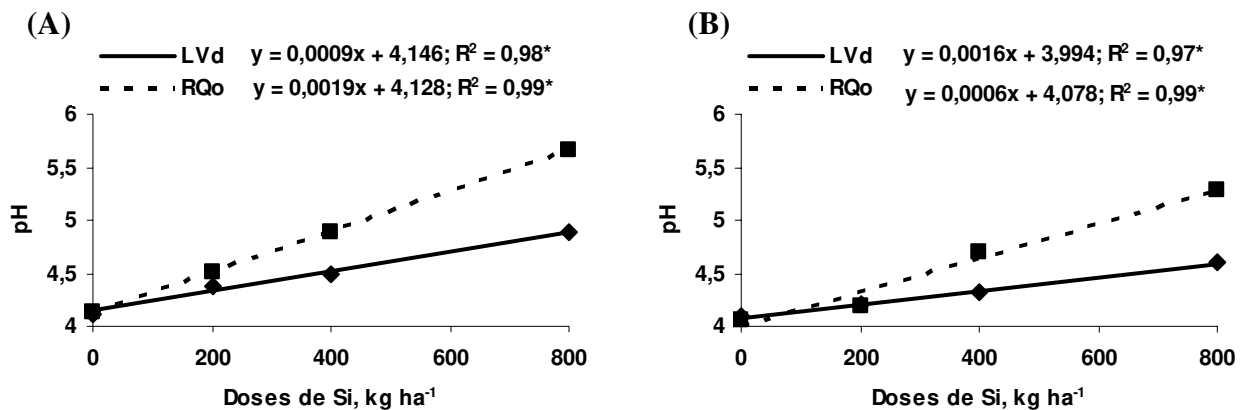 (A)
LVd y = 0,0009x + 4,146; R² = 0,98*
RQo y = 0,0019x + 4,128; R² = 0,99*
6
5,5
5
4,5
4
pH
0 200 400 600 800
Doses de Si, kg ha⁻¹
(B)
LVd y = 0,0016x + 3,994; R² = 0,97*
RQo y = 0,0006x + 4,078; R² = 0,99*
6
5,5
5
4,5
4
pH
0 200 400 600 800
Doses de Si, kg ha⁻¹